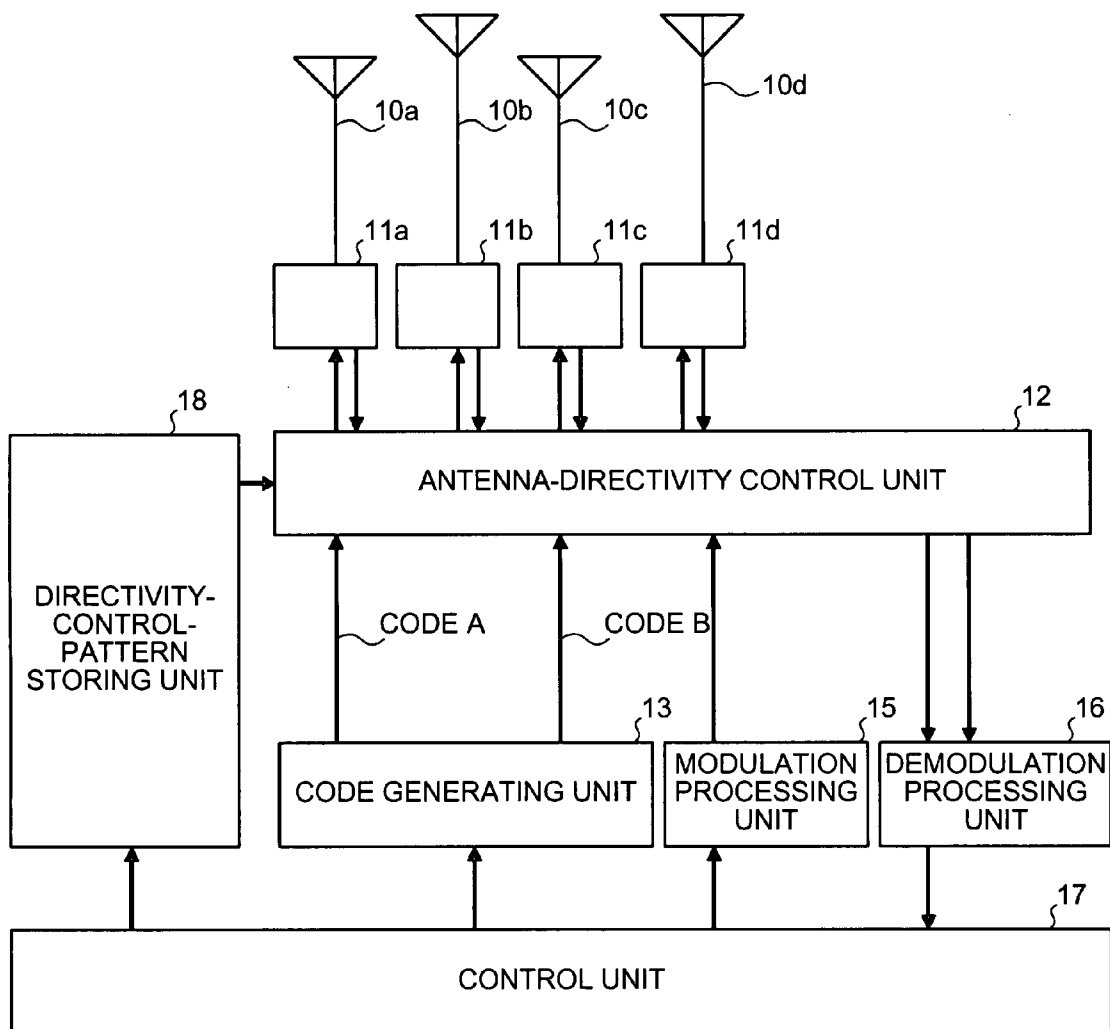 10a
10b
10c
10d
11a
11b
11c
11d
18
12
ANTENNA-DIRECTIVITY CONTROL UNIT
DIRECTIVITY-
CONTROL-
PATTERN
STORING UNIT
CODE A
CODE B
13
15
16
CODE GENERATING UNIT
MODULATION
PROCESSING
UNIT
DEMODULATION
PROCESSING
UNIT
17
CONTROL UNIT